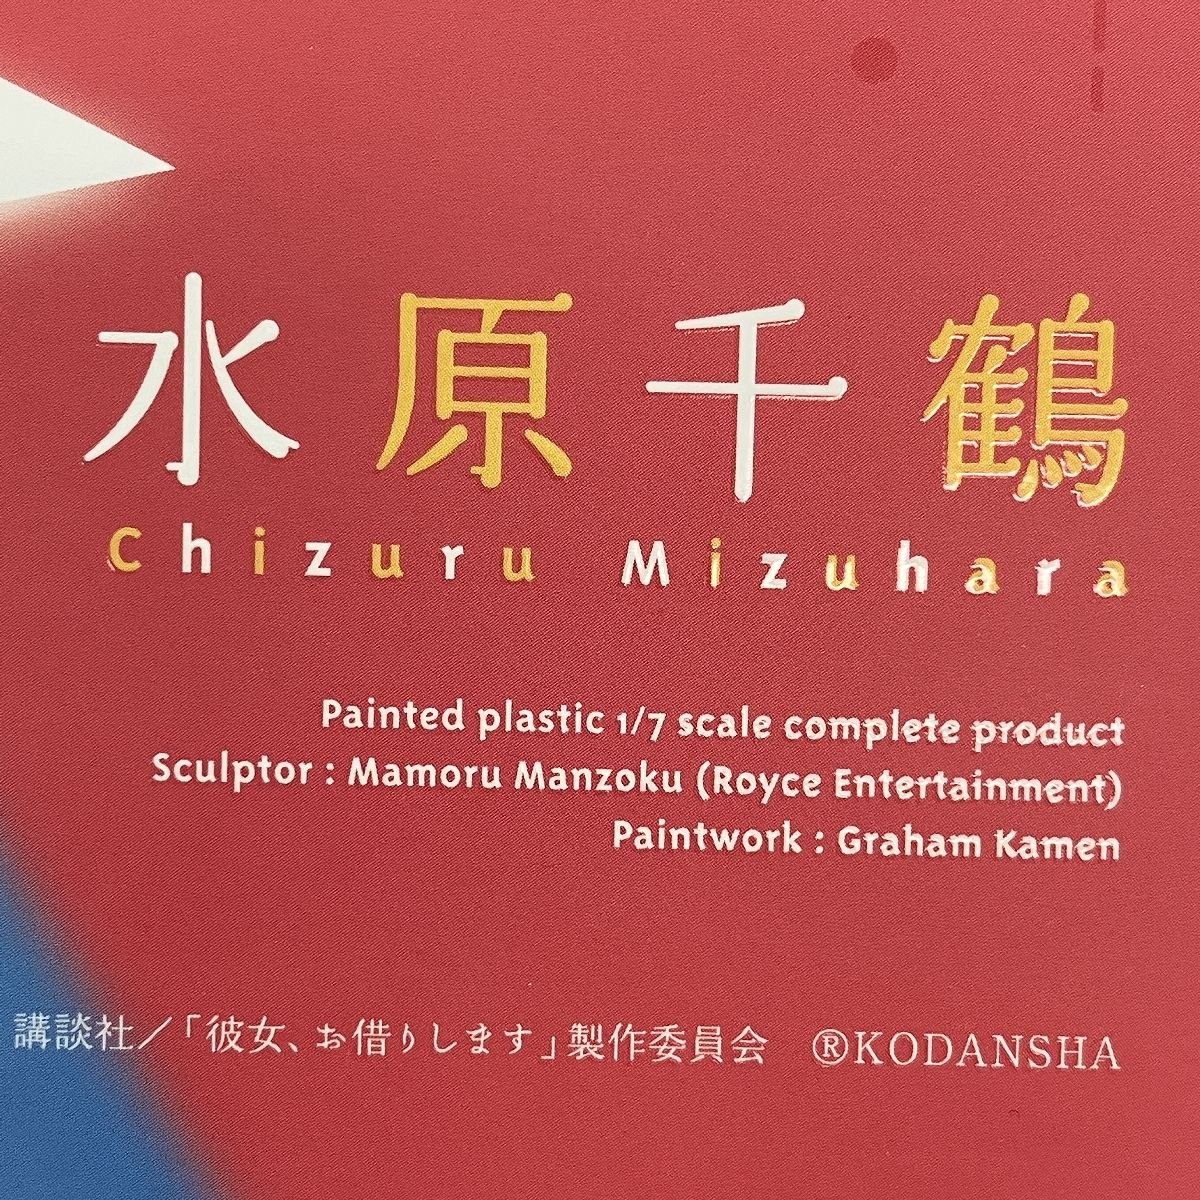 水原千鶴
Chizuru Mizuhara
Painted plastic 1/7 scale complete product
Sculptor : Mamoru Manzoku (Royce Entertainment)
Paintwork : Graham Kamen
講談社／「彼女、お借りします」製作委員会 ®KODANSHA